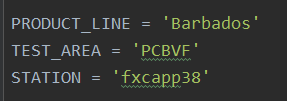 PRODUCT_LINE = 'Barbados'
TEST_AREA = 'PCBVF'
STATION = 'fxcapp38'